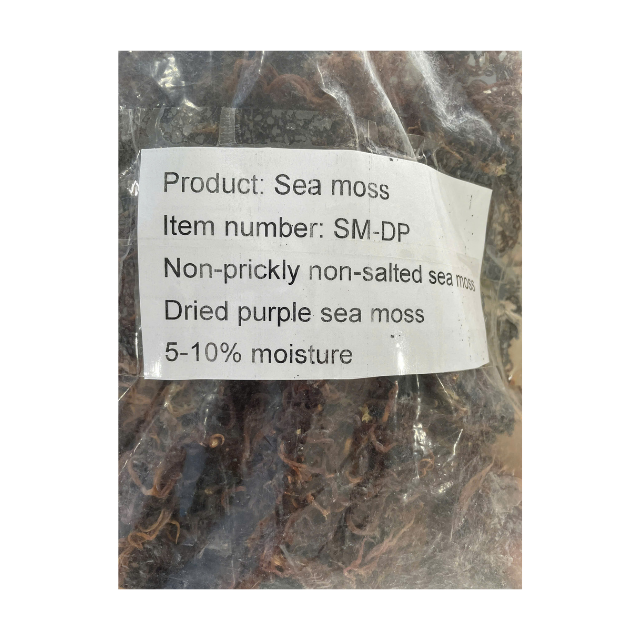 Product: Sea moss
Item number: SM-DP
Non-prickly non-salted sea moss
Dried purple sea moss
5-10% moisture